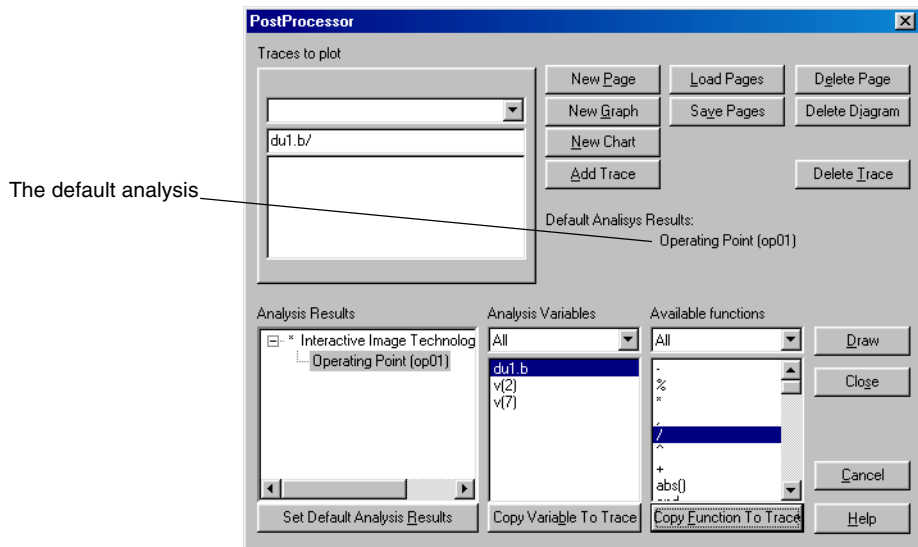 PostProcessor
Traces to plot
New Page
Load Pages
Delete Page
New Graph
Save Pages
Delete Diagram
du1.b/
New Chart
Add Trace
Delete Trace
The default analysis
Default Analisys Results:
Operating Point (op01)
Analysis Results
Analysis Variables
Available functions
* Interactive Image Technolog
Operating Point (op01)
All
du1.b
v(2)
v(7)
All
-
%
*
,
/
^
+
abs()
Draw
Close
Cancel
Set Default Analysis Results
Copy Variable To Trace
Copy Function To Trace
Help